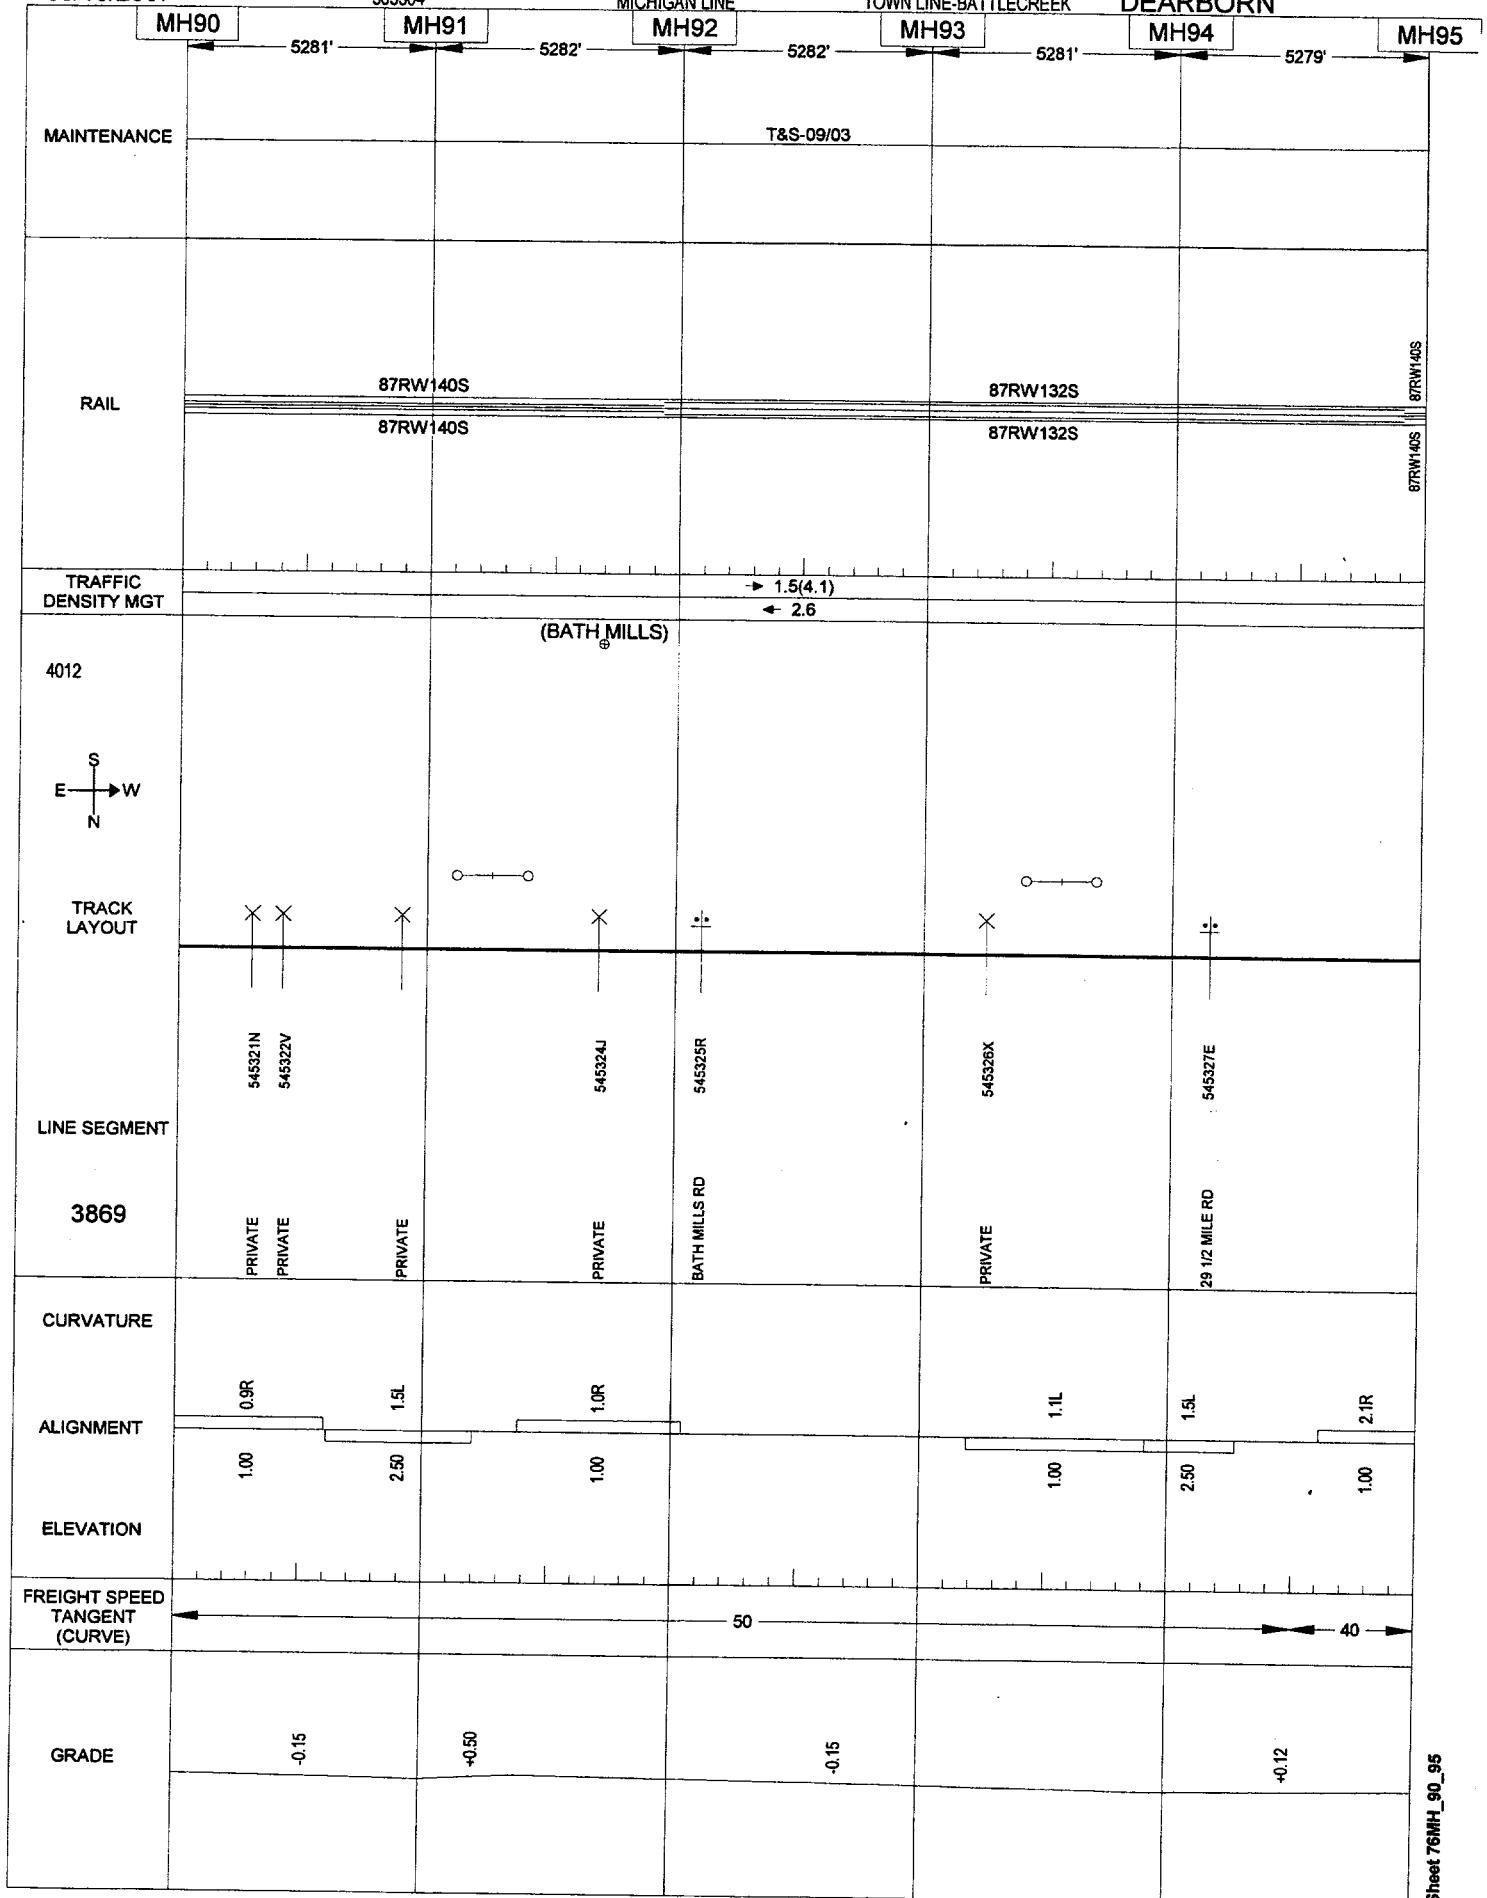 MICHIGAN LINE TOWN LINE-BATTLECREEK DEARBORN
MH90 MH91 MH92 MH93 MH94 MH95
5281' 5282' 5282' 5281' 5279'
MAINTENANCE
T&S-09/03
RAIL
87RW140S
87RW140S
87RW132S
87RW132S
87RW140S
87RW140S
TRAFFIC
DENSITY MGT
→ 1.5(4.1)
← 2.6
(BATH MILLS)
4012
S
E W
N
TRACK
LAYOUT
545321N
545322V
545324J
545325R
545326X
545327E
LINE SEGMENT
3869
PRIVATE
PRIVATE
PRIVATE
PRIVATE
BATH MILLS RD
PRIVATE
29 1/2 MILE RD
CURVATURE
0.9R
1.5L
1.0R
1.1L
1.5L
2.1R
ALIGNMENT
1.00
2.50
1.00
1.00
2.50
1.00
ELEVATION
FREIGHT SPEED
TANGENT
(CURVE)
50
40
GRADE
-0.15
+0.50
-0.15
+0.12
Sheet 76MH_90_95